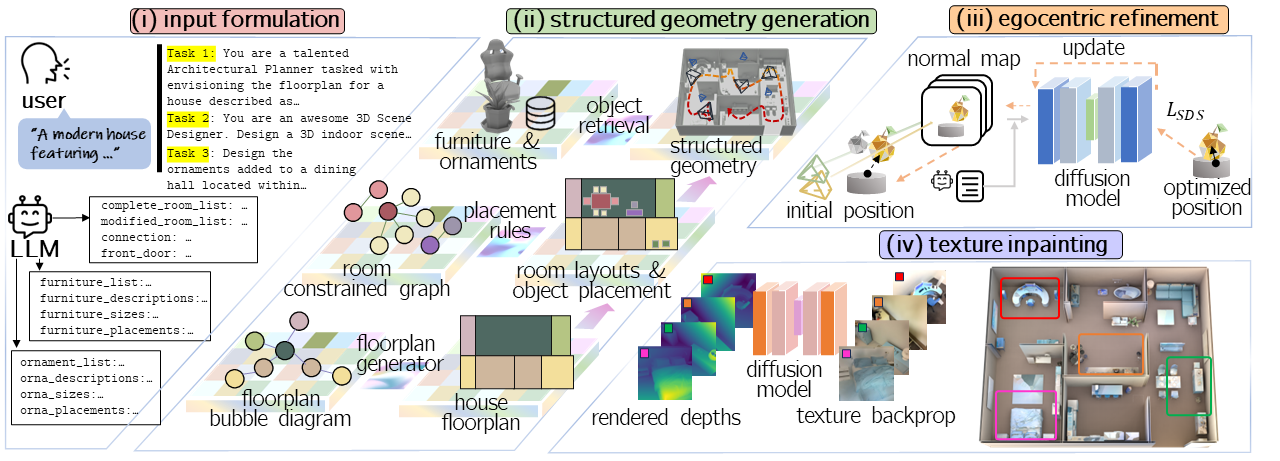 (i) input formulation
user
"A modern house
featuring ..."
Task 1: You are a talented
Architectural Planner tasked with
envisioning the floorplan for a
house described as…
Task 2: You are an awesome 3D Scene
Designer. Design a 3D indoor scene…
Task 3: Design the
ornaments added to a dining
hall located within…
LLM
complete_room_list: …
modified_room_list: …
connection: …
front_door: …
furniture_list:…
furniture_descriptions:…
furniture_sizes:…
furniture_placements:…
ornament_list:…
orna_descriptions:…
orna_sizes:…
orna_placements:…
(ii) structured geometry generation
furniture &
ornaments
object
retrieval
structured
geometry
room
constrained graph
placement
rules
room layouts &
object placement
floorplan
bubble diagram
floorplan
generator
house
floorplan
(iii) egocentric refinement
normal map
update
L_SDS
initial position
diffusion
model
optimized
position
(iv) texture inpainting
rendered depths
diffusion
model
texture backprop